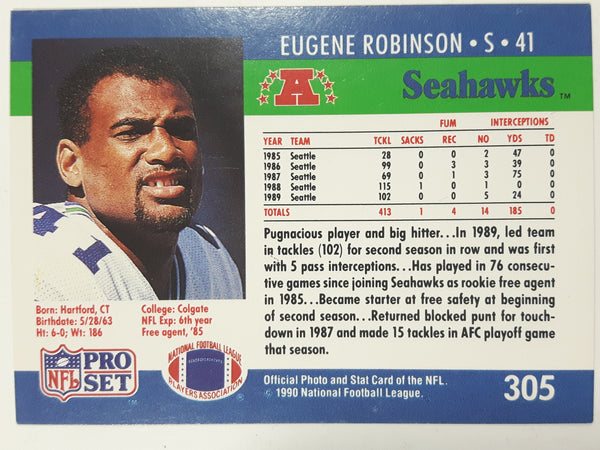 EUGENE ROBINSON • S • 41
A
Seahawks™
FUM INTERCEPTIONS
YEAR TEAM TCKL SACKS REC NO YDS TD
1985 Seattle 28 0 0 2 47 0
1986 Seattle 99 0 3 3 39 0
1987 Seattle 69 0 1 3 75 0
1988 Seattle 115 1 0 1 0 0
1989 Seattle 102 0 0 5 24 0
TOTALS 413 1 4 14 185 0
Pugnacious player and big hitter...In 1989, led team
in tackles (102) for second season in row and was first
with 5 pass interceptions...Has played in 76 consecu-
tive games since joining Seahawks as rookie free agent
in 1985...Became starter at free safety at beginning
of second season...Returned blocked punt for touch-
down in 1987 and made 15 tackles in AFC playoff game
that season.
Born: Hartford, CT
Birthdate: 5/28/63
Ht: 6-0; Wt: 186
College: Colgate
NFL Exp: 6th year
Free agent, '85
NFL
PRO
SET
™
NATIONAL FOOTBALL LEAGUE
PLAYERS ASSOCIATION
®
Official Photo and Stat Card of the NFL.
© 1990 National Football League.
305